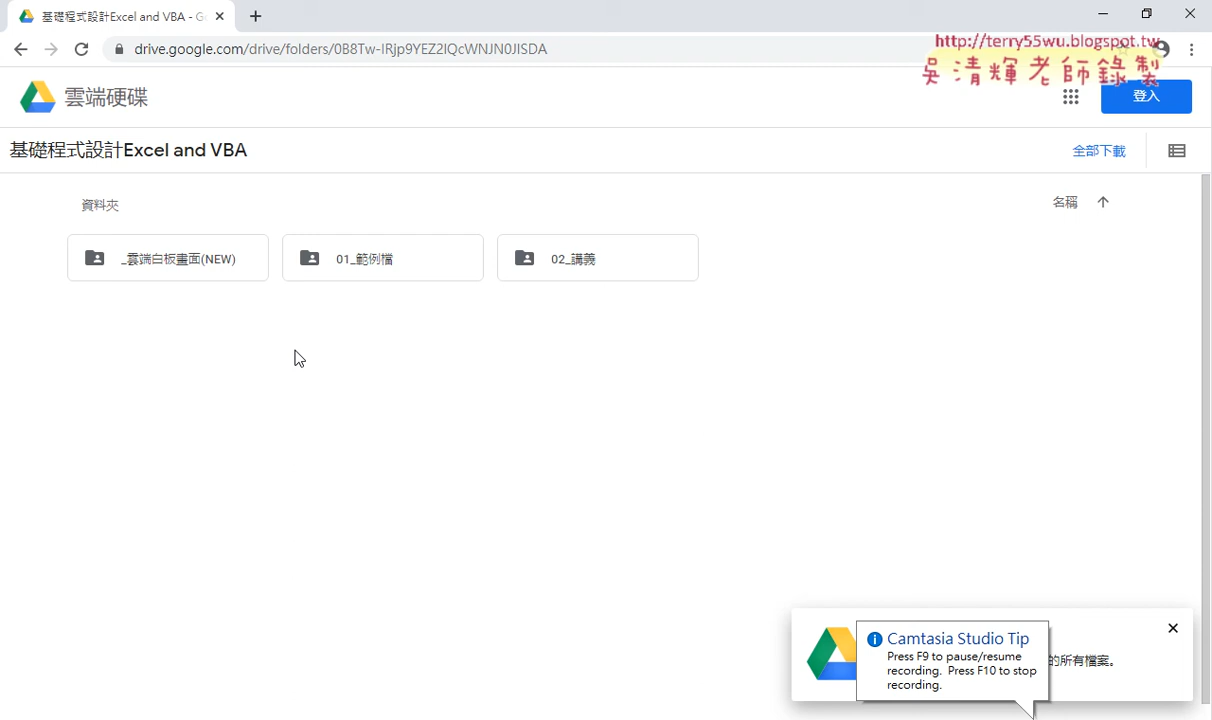 基礎程式設計Excel and VBA - G
drive.google.com/drive/folders/0B8Tw-IRjp9YEZ2lQcWNJN0JISDA
http://terry55wu.blogspot.tw
吳清輝老師錄製
雲端硬碟
登入
基礎程式設計Excel and VBA
全部下載
資料夾
名稱
_雲端白板畫面(NEW)
01_範例檔
02_講義
Camtasia Studio Tip
Press F9 to pause/resume
recording. Press F10 to stop
recording.
的所有檔案。